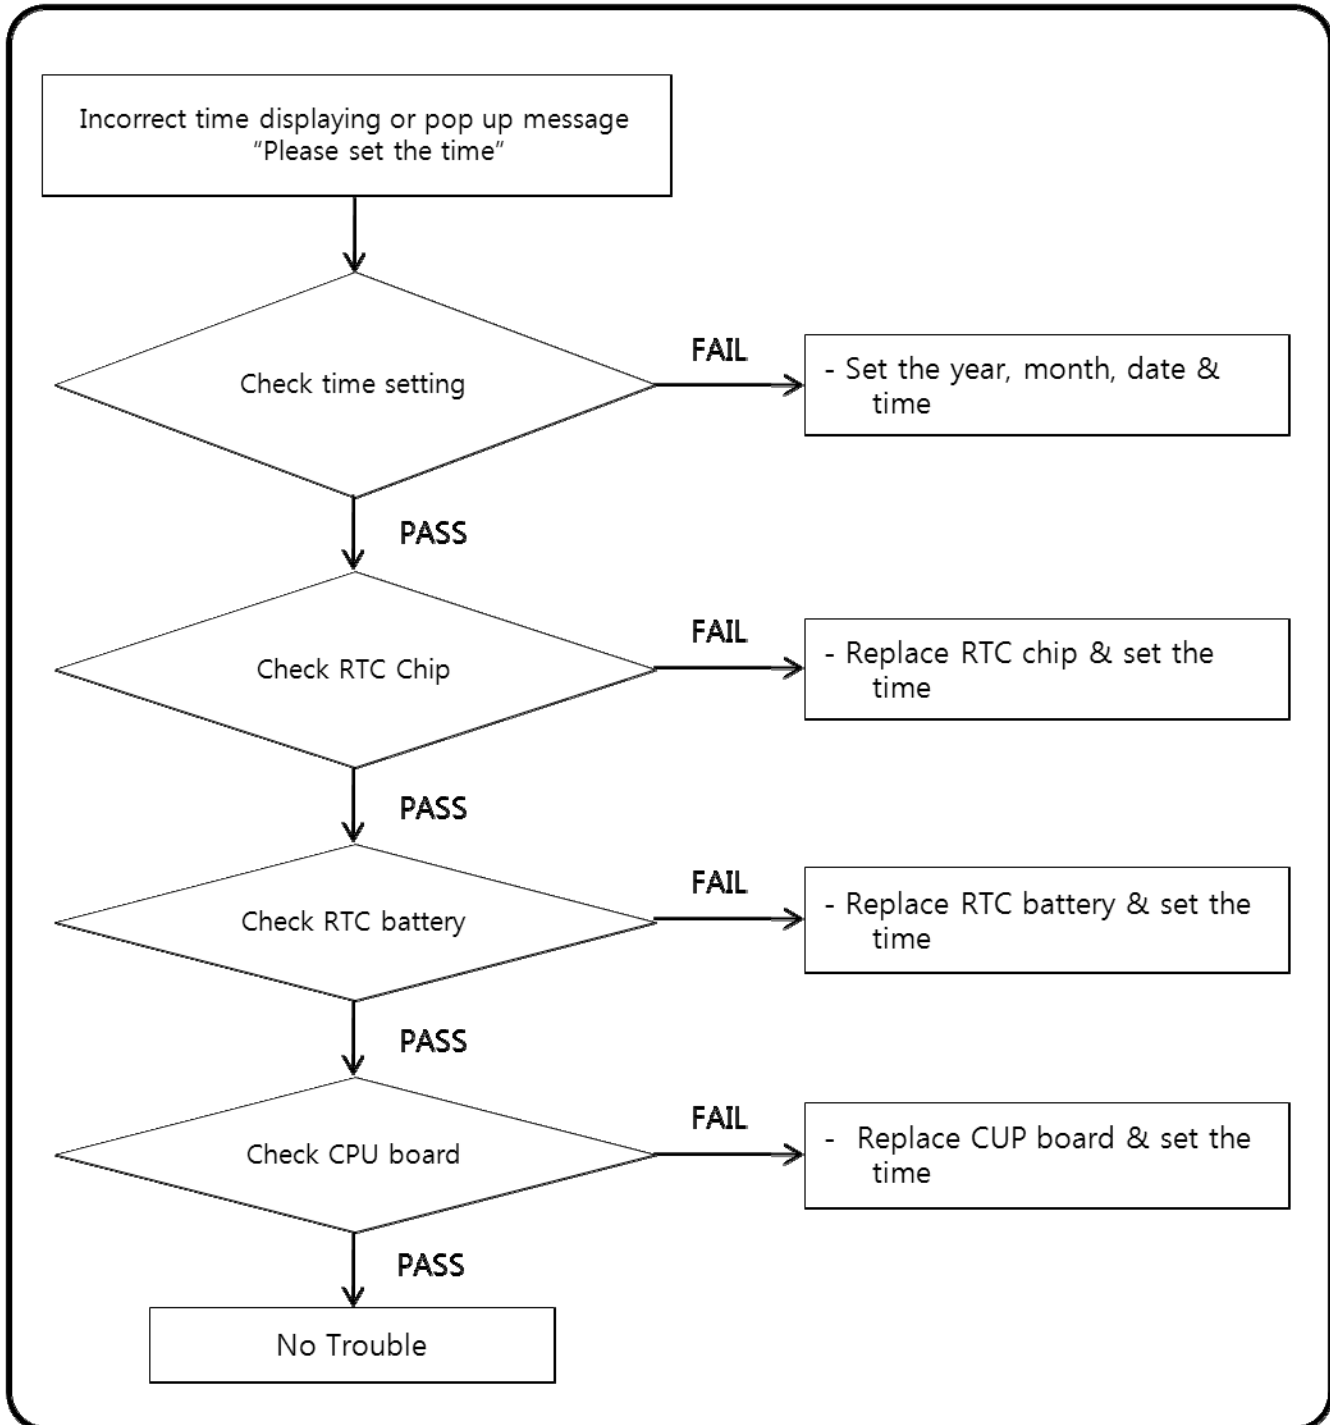 Incorrect time displaying or pop up message
“Please set the time”
Check time setting
FAIL
- Set the year, month, date &
time
PASS
Check RTC Chip
FAIL
- Replace RTC chip & set the
time
PASS
Check RTC battery
FAIL
- Replace RTC battery & set the
time
PASS
Check CPU board
FAIL
- Replace CUP board & set the
time
PASS
No Trouble